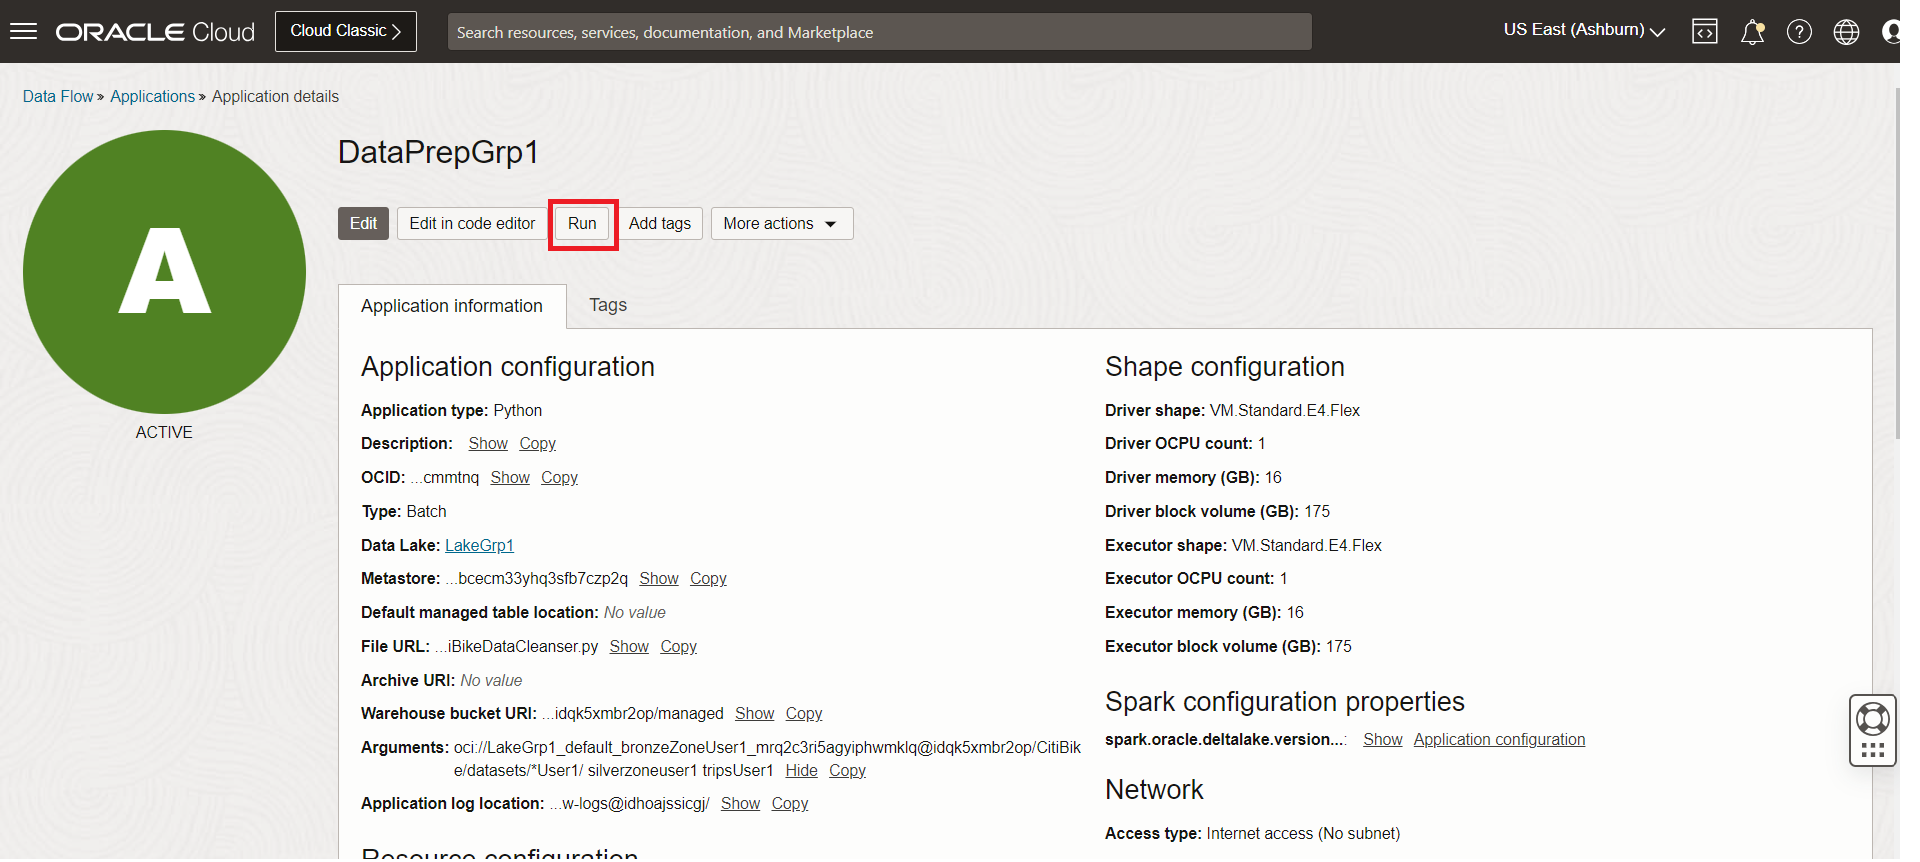 ORACLE Cloud
Cloud Classic >
Search resources, services, documentation, and Marketplace
US East (Ashburn)
Data Flow » Applications » Application details
A
ACTIVE
DataPrepGrp1
Edit
Edit in code editor
Run
Add tags
More actions
Application information
Tags
Application configuration
Application type: Python
Description: Show Copy
OCID: ...cmmtnq Show Copy
Type: Batch
Data Lake: LakeGrp1
Metastore: ...bcecm33yhq3sfb7czp2q Show Copy
Default managed table location: No value
File URL: ...iBikeDataCleanser.py Show Copy
Archive URI: No value
Warehouse bucket URI: ...idqk5xmbr2op/managed Show Copy
Arguments: oci://LakeGrp1_default_bronzeZoneUser1_mrq2c3ri5agyiphwmklq@idqk5xmbr2op/CitiBik
e/datasets/*User1/ silverzoneuser1 tripsUser1 Hide Copy
Application log location: ...w-logs@idhoajssicgj/ Show Copy
Resource configuration
Shape configuration
Driver shape: VM.Standard.E4.Flex
Driver OCPU count: 1
Driver memory (GB): 16
Driver block volume (GB): 175
Executor shape: VM.Standard.E4.Flex
Executor OCPU count: 1
Executor memory (GB): 16
Executor block volume (GB): 175
Spark configuration properties
spark.oracle.deltalake.version...: Show Application configuration
Network
Access type: Internet access (No subnet)